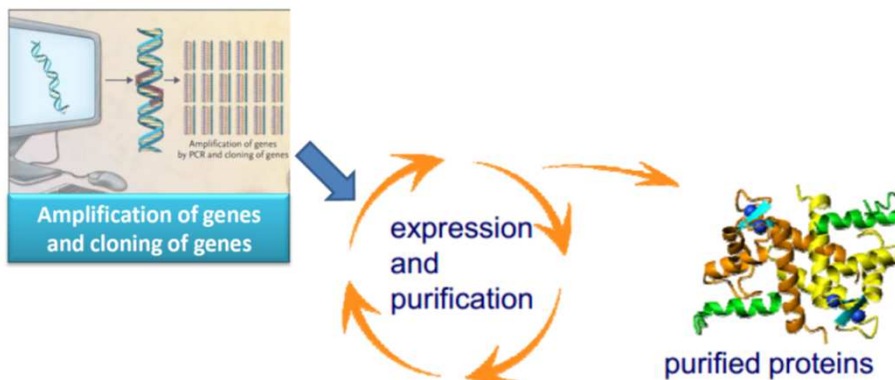 Amplification of genes
by PCR and cloning of genes
Amplification of genes
and cloning of genes
expression
and
purification
purified proteins